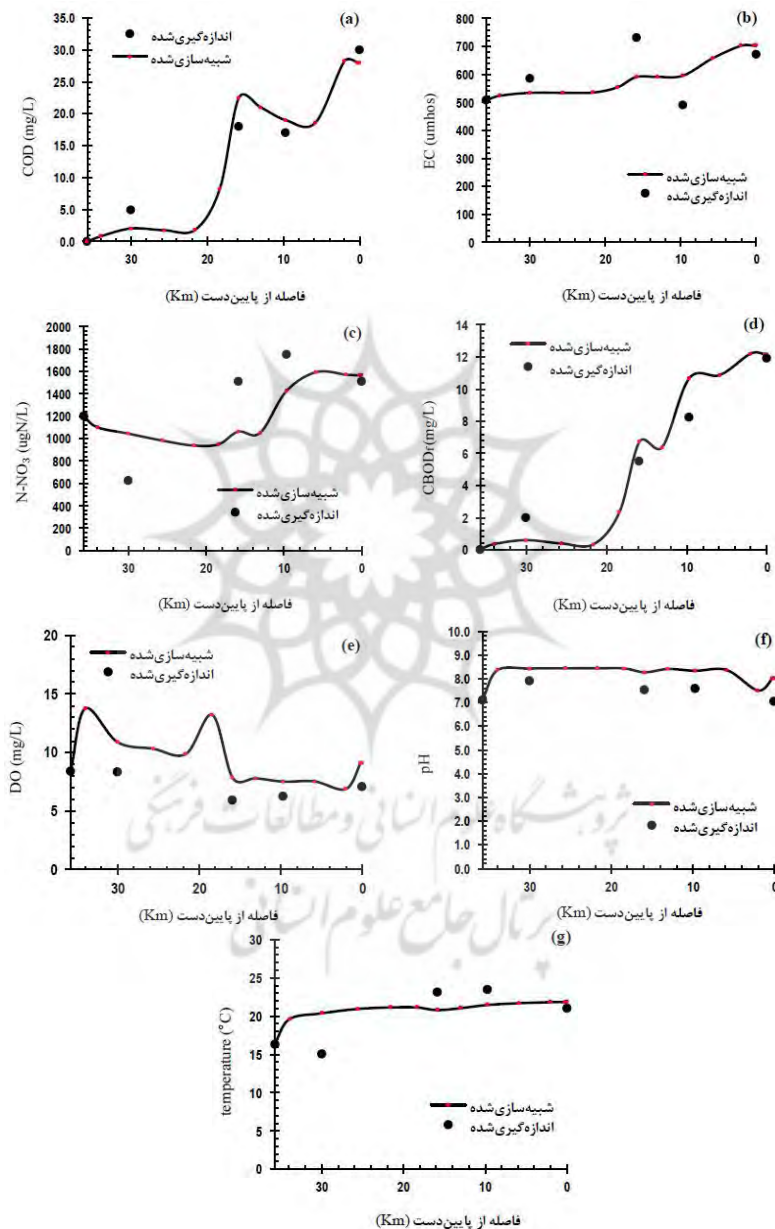 (a)
اندازه‌گیری‌شده
شبیه‌سازی‌شده
COD (mg/L)
35.0
30.0
25.0
20.0
15.0
10.0
5.0
0.0
30 20 10 0
فاصله از پایین‌دست (Km)
(b)
EC (umhos)
800
700
600
500
400
300
200
100
0
شبیه‌سازی‌شده
اندازه‌گیری‌شده
30 20 10 0
فاصله از پایین‌دست (Km)
(c)
N-NO₃ (ugN/L)
2000
1800
1600
1400
1200
1000
800
600
400
200
0
شبیه‌سازی‌شده
اندازه‌گیری‌شده
30 20 10 0
فاصله از پایین‌دست (Km)
(d)
شبیه‌سازی‌شده
اندازه‌گیری‌شده
CBODf(mg/L)
14
12
10
8
6
4
2
0
30 20 10 0
فاصله از پایین‌دست (Km)
(e)
شبیه‌سازی‌شده
اندازه‌گیری‌شده
DO (mg/L)
20
15
10
5
0
30 20 10 0
فاصله از پایین‌دست (Km)
(f)
pH
10.0
9.0
8.0
7.0
6.0
5.0
4.0
3.0
2.0
1.0
0.0
شبیه‌سازی‌شده
اندازه‌گیری‌شده
30 20 10 0
فاصله از پایین‌دست (Km)
پژوهشگاه علوم انسانی و مطالعات فرهنگی
پرتال جامع علوم انسانی
(g)
temperature (°C)
30
25
20
15
10
5
0
شبیه‌سازی‌شده
اندازه‌گیری‌شده
30 20 10 0
فاصله از پایین‌دست (Km)